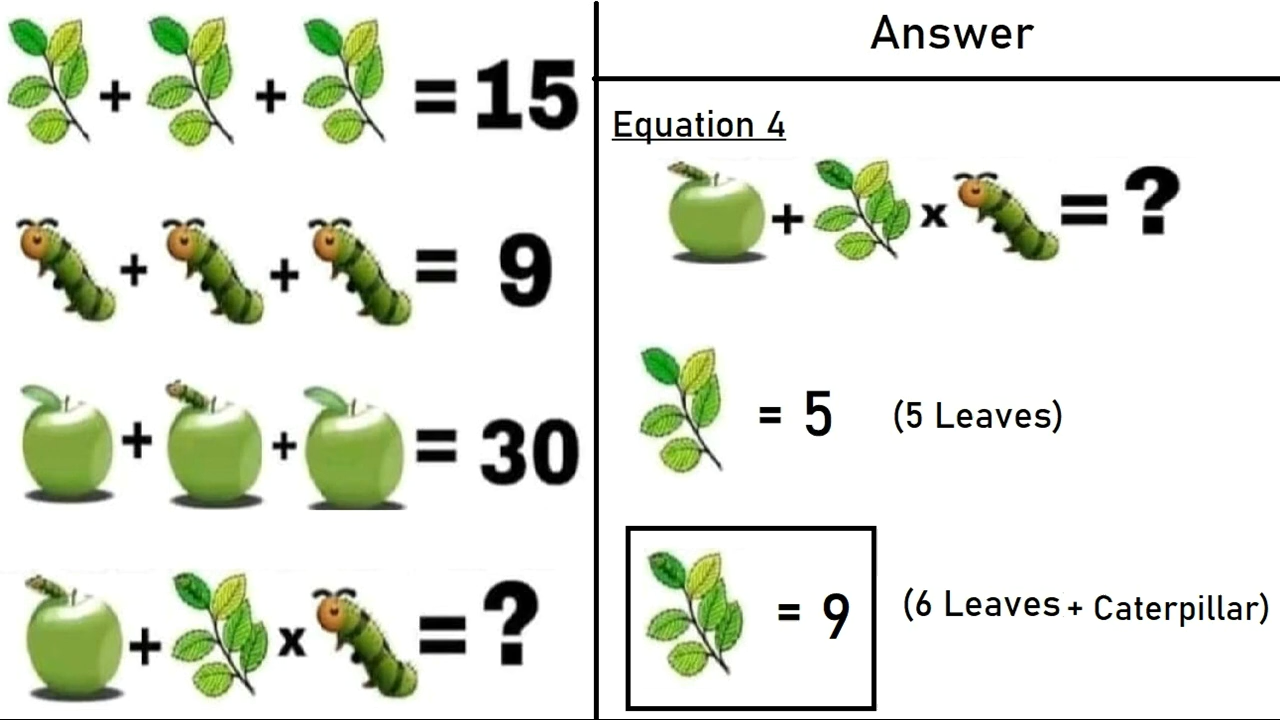 + + = 15
+ + = 9
+ + = 30
+ x = ?
Answer
Equation 4
+ x = ?
= 5 (5 Leaves)
= 9 (6 Leaves + Caterpillar)